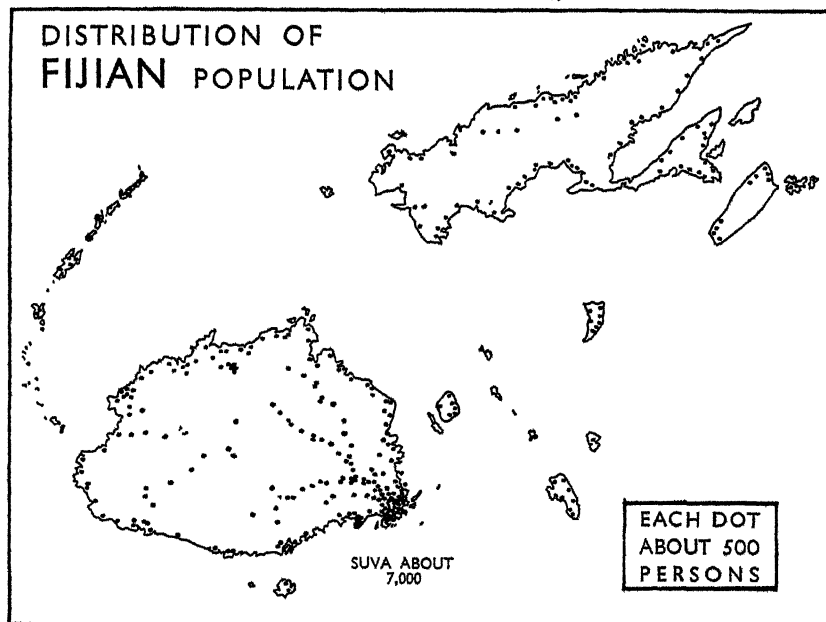 DISTRIBUTION OF
FIJIAN POPULATION
SUVA ABOUT
7,000
EACH DOT
ABOUT 500
PERSONS